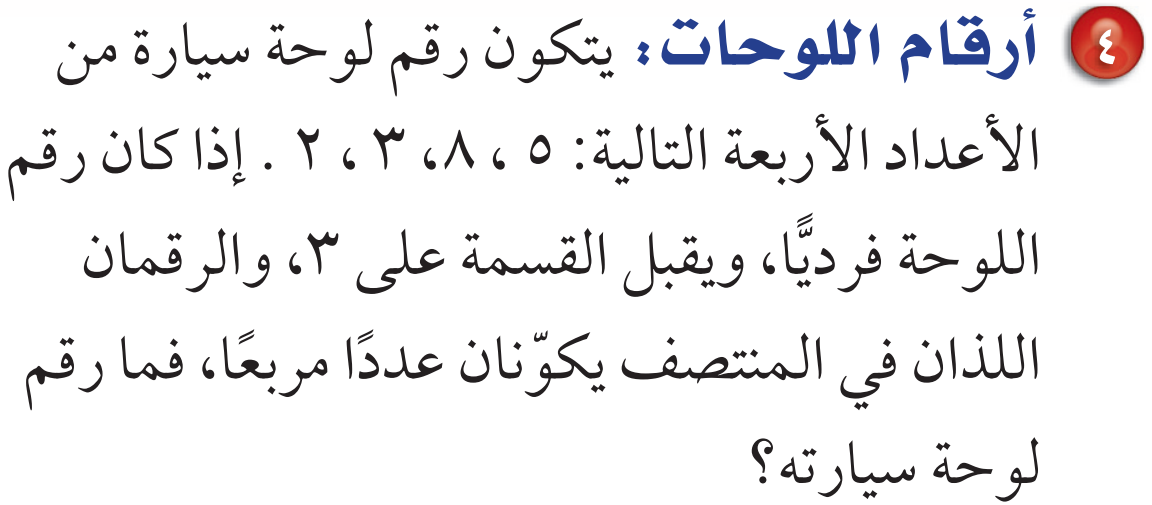 ٤ أرقام اللوحات: يتكون رقم لوحة سيارة من
الأعداد الأربعة التالية: ٥ ، ٨، ٣ ، ٢ . إذا كان رقم
اللوحة فرديًّا، ويقبل القسمة على ٣، والرقمان
اللذان في المنتصف يكوّنان عددًا مربعًا، فما رقم
لوحة سيارته؟